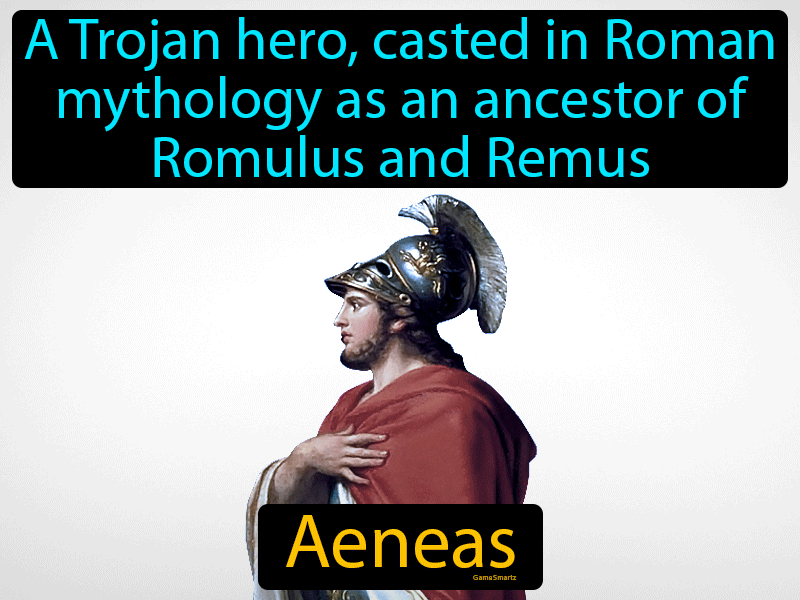 A Trojan hero, casted in Roman
mythology as an ancestor of
Romulus and Remus
Aeneas
GameSmartz